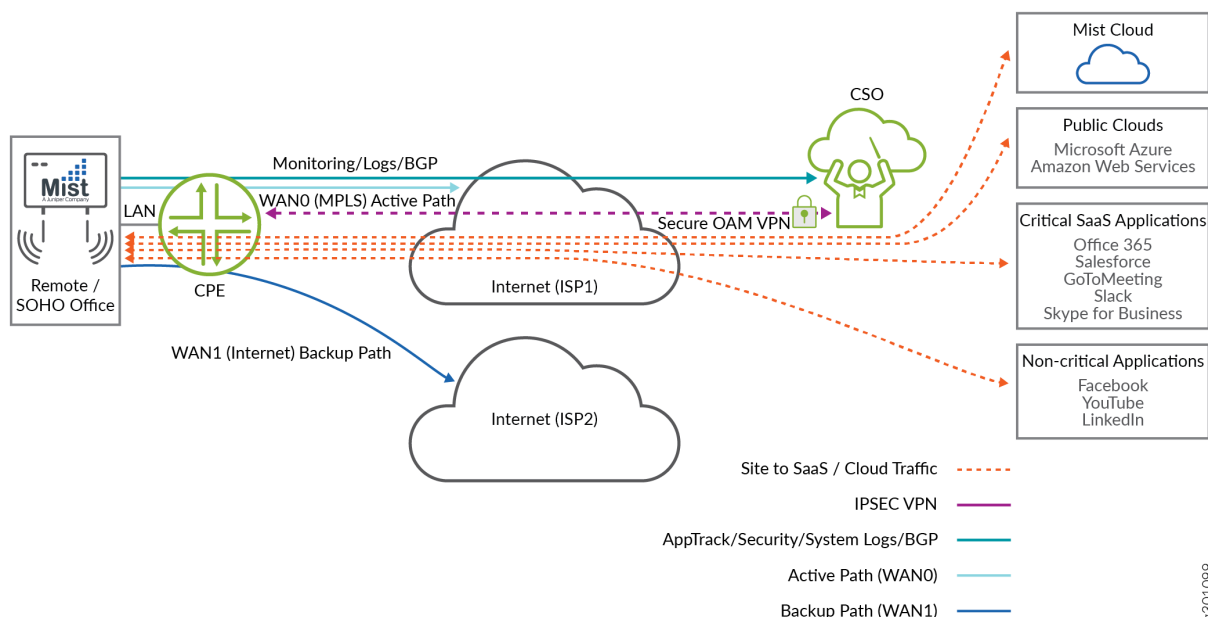 Mist Cloud
CSO
Public Clouds
Microsoft Azure
Amazon Web Services
Monitoring/Logs/BGP
Mist
A Juniper Company
LAN
WAN0 (MPLS) Active Path
Secure OAM VPN
Critical SaaS Applications
Office 365
Salesforce
GoToMeeting
Slack
Skype for Business
Remote /
SOHO Office
CPE
Internet (ISP1)
WAN1 (Internet) Backup Path
Non-critical Applications
Facebook
YouTube
LinkedIn
Internet (ISP2)
Site to SaaS / Cloud Traffic
IPSEC VPN
AppTrack/Security/System Logs/BGP
Active Path (WAN0)
Backup Path (WAN1)